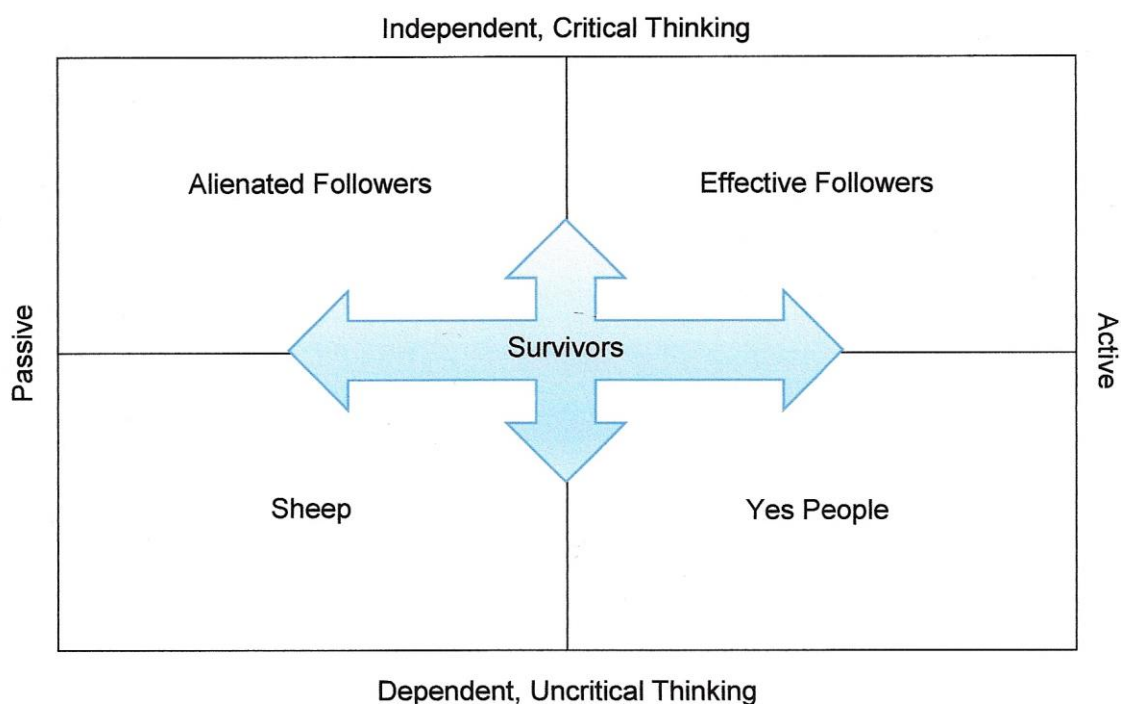 Independent, Critical Thinking
Alienated Followers
Effective Followers
Passive
Survivors
Active
Sheep
Yes People
Dependent, Uncritical Thinking